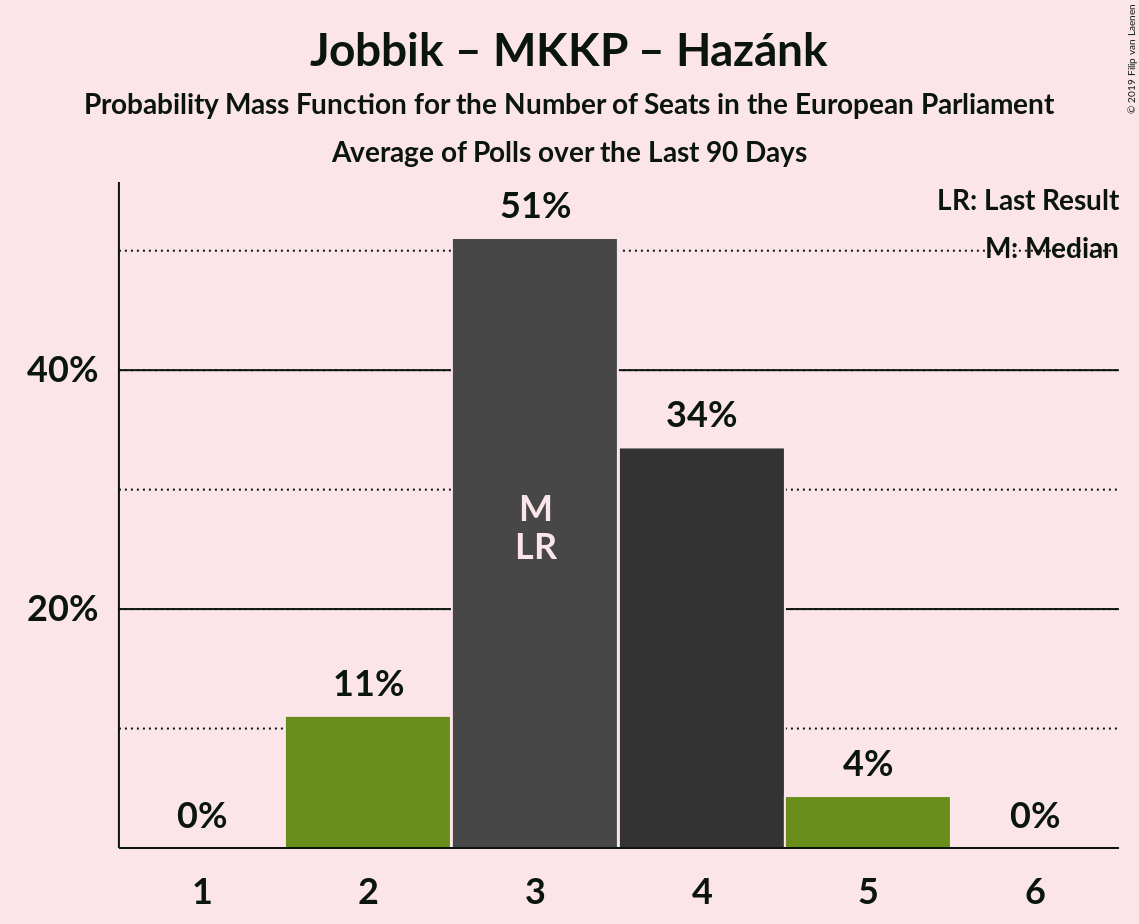 Jobbik – MKKP – Hazánk
Probability Mass Function for the Number of Seats in the European Parliament
Average of Polls over the Last 90 Days
© 2019 Filip van Laenen
LR: Last Result
M: Median
51%
40%
34%
M
LR
20%
11%
4%
0%
0%
1 2 3 4 5 6